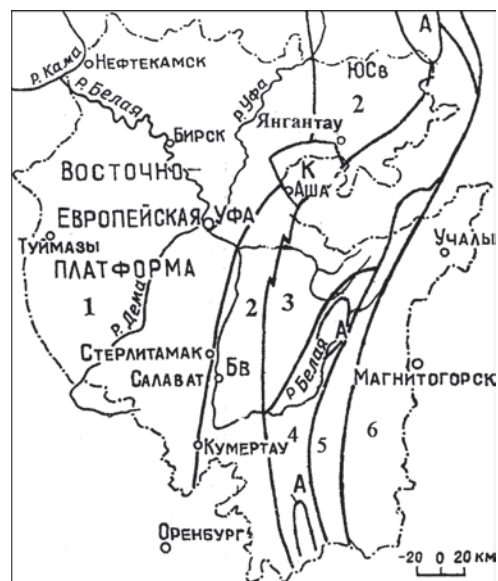 А
р. Кама
Нефтекамск
ЮСв
2
р. Белая
р. Уфа
Янгантау
Бирск
К
Восточно-
Аша
Европейская
Уфа
Туймазы
Учалы
Платформа
1
2
3
р. Дема
А
Стерлитамак
р. Белая
Бв
Салават
Магнитогорск
4
5
6
Кумертау
А
Оренбург
-20 0 20 км